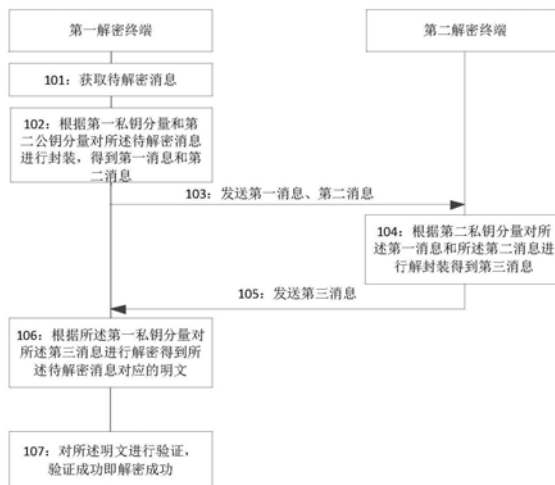 第一解密终端
第二解密终端
101：获取待解密消息
102：根据第一私钥分量和第
二公钥分量对所述待解密消息
进行封装，得到第一消息和第
二消息
103：发送第一消息、第二消息
104：根据第二私钥分量对所
述第一消息和所述第二消息进
行解封装得到第三消息
105：发送第三消息
106：根据所述第一私钥分量对
所述第三消息进行解密得到所
述待解密消息对应的明文
107：对所述明文进行验证，
验证成功即解密成功